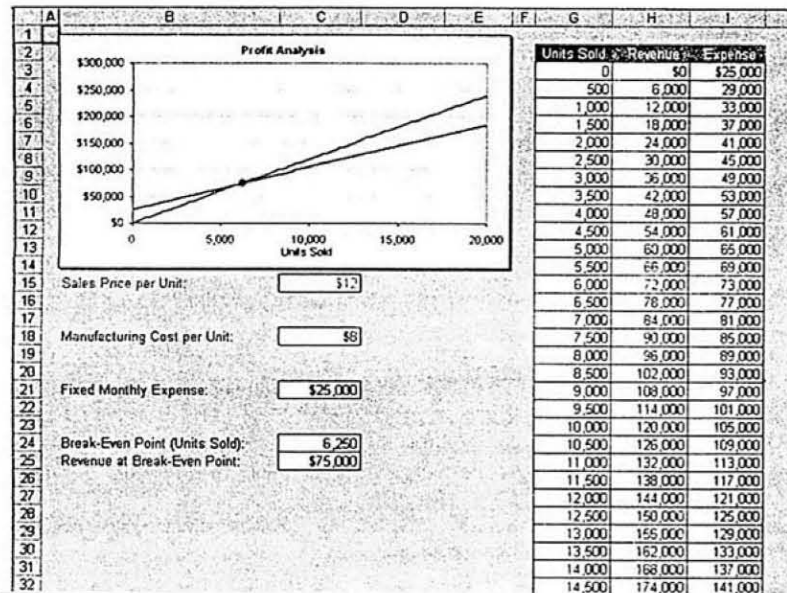 A B C D E F G H I
1
2
3
4
5
6
7
8
9
10
11
12
13
14
15
16
17
18
19
20
21
22
23
24
25
26
27
28
29
30
31
32
Profit Analysis
$300,000
$250,000
$200,000
$150,000
$100,000
$50,000
$0
0 5,000 10,000 15,000 20,000
Units Sold
Sales Price per Unit: $12
Manufacturing Cost per Unit: $8
Fixed Monthly Expense: $25,000
Break-Even Point (Units Sold): 6,250
Revenue at Break-Even Point: $75,000
Units Sold Revenue Expense
0 $0 $25,000
500 6,000 29,000
1,000 12,000 33,000
1,500 18,000 37,000
2,000 24,000 41,000
2,500 30,000 45,000
3,000 36,000 49,000
3,500 42,000 53,000
4,000 48,000 57,000
4,500 54,000 61,000
5,000 60,000 65,000
5,500 66,000 69,000
6,000 72,000 73,000
6,500 78,000 77,000
7,000 84,000 81,000
7,500 90,000 85,000
8,000 96,000 89,000
8,500 102,000 93,000
9,000 108,000 97,000
9,500 114,000 101,000
10,000 120,000 105,000
10,500 126,000 109,000
11,000 132,000 113,000
11,500 138,000 117,000
12,000 144,000 121,000
12,500 150,000 125,000
13,000 156,000 129,000
13,500 162,000 133,000
14,000 168,000 137,000
14,500 174,000 141,000